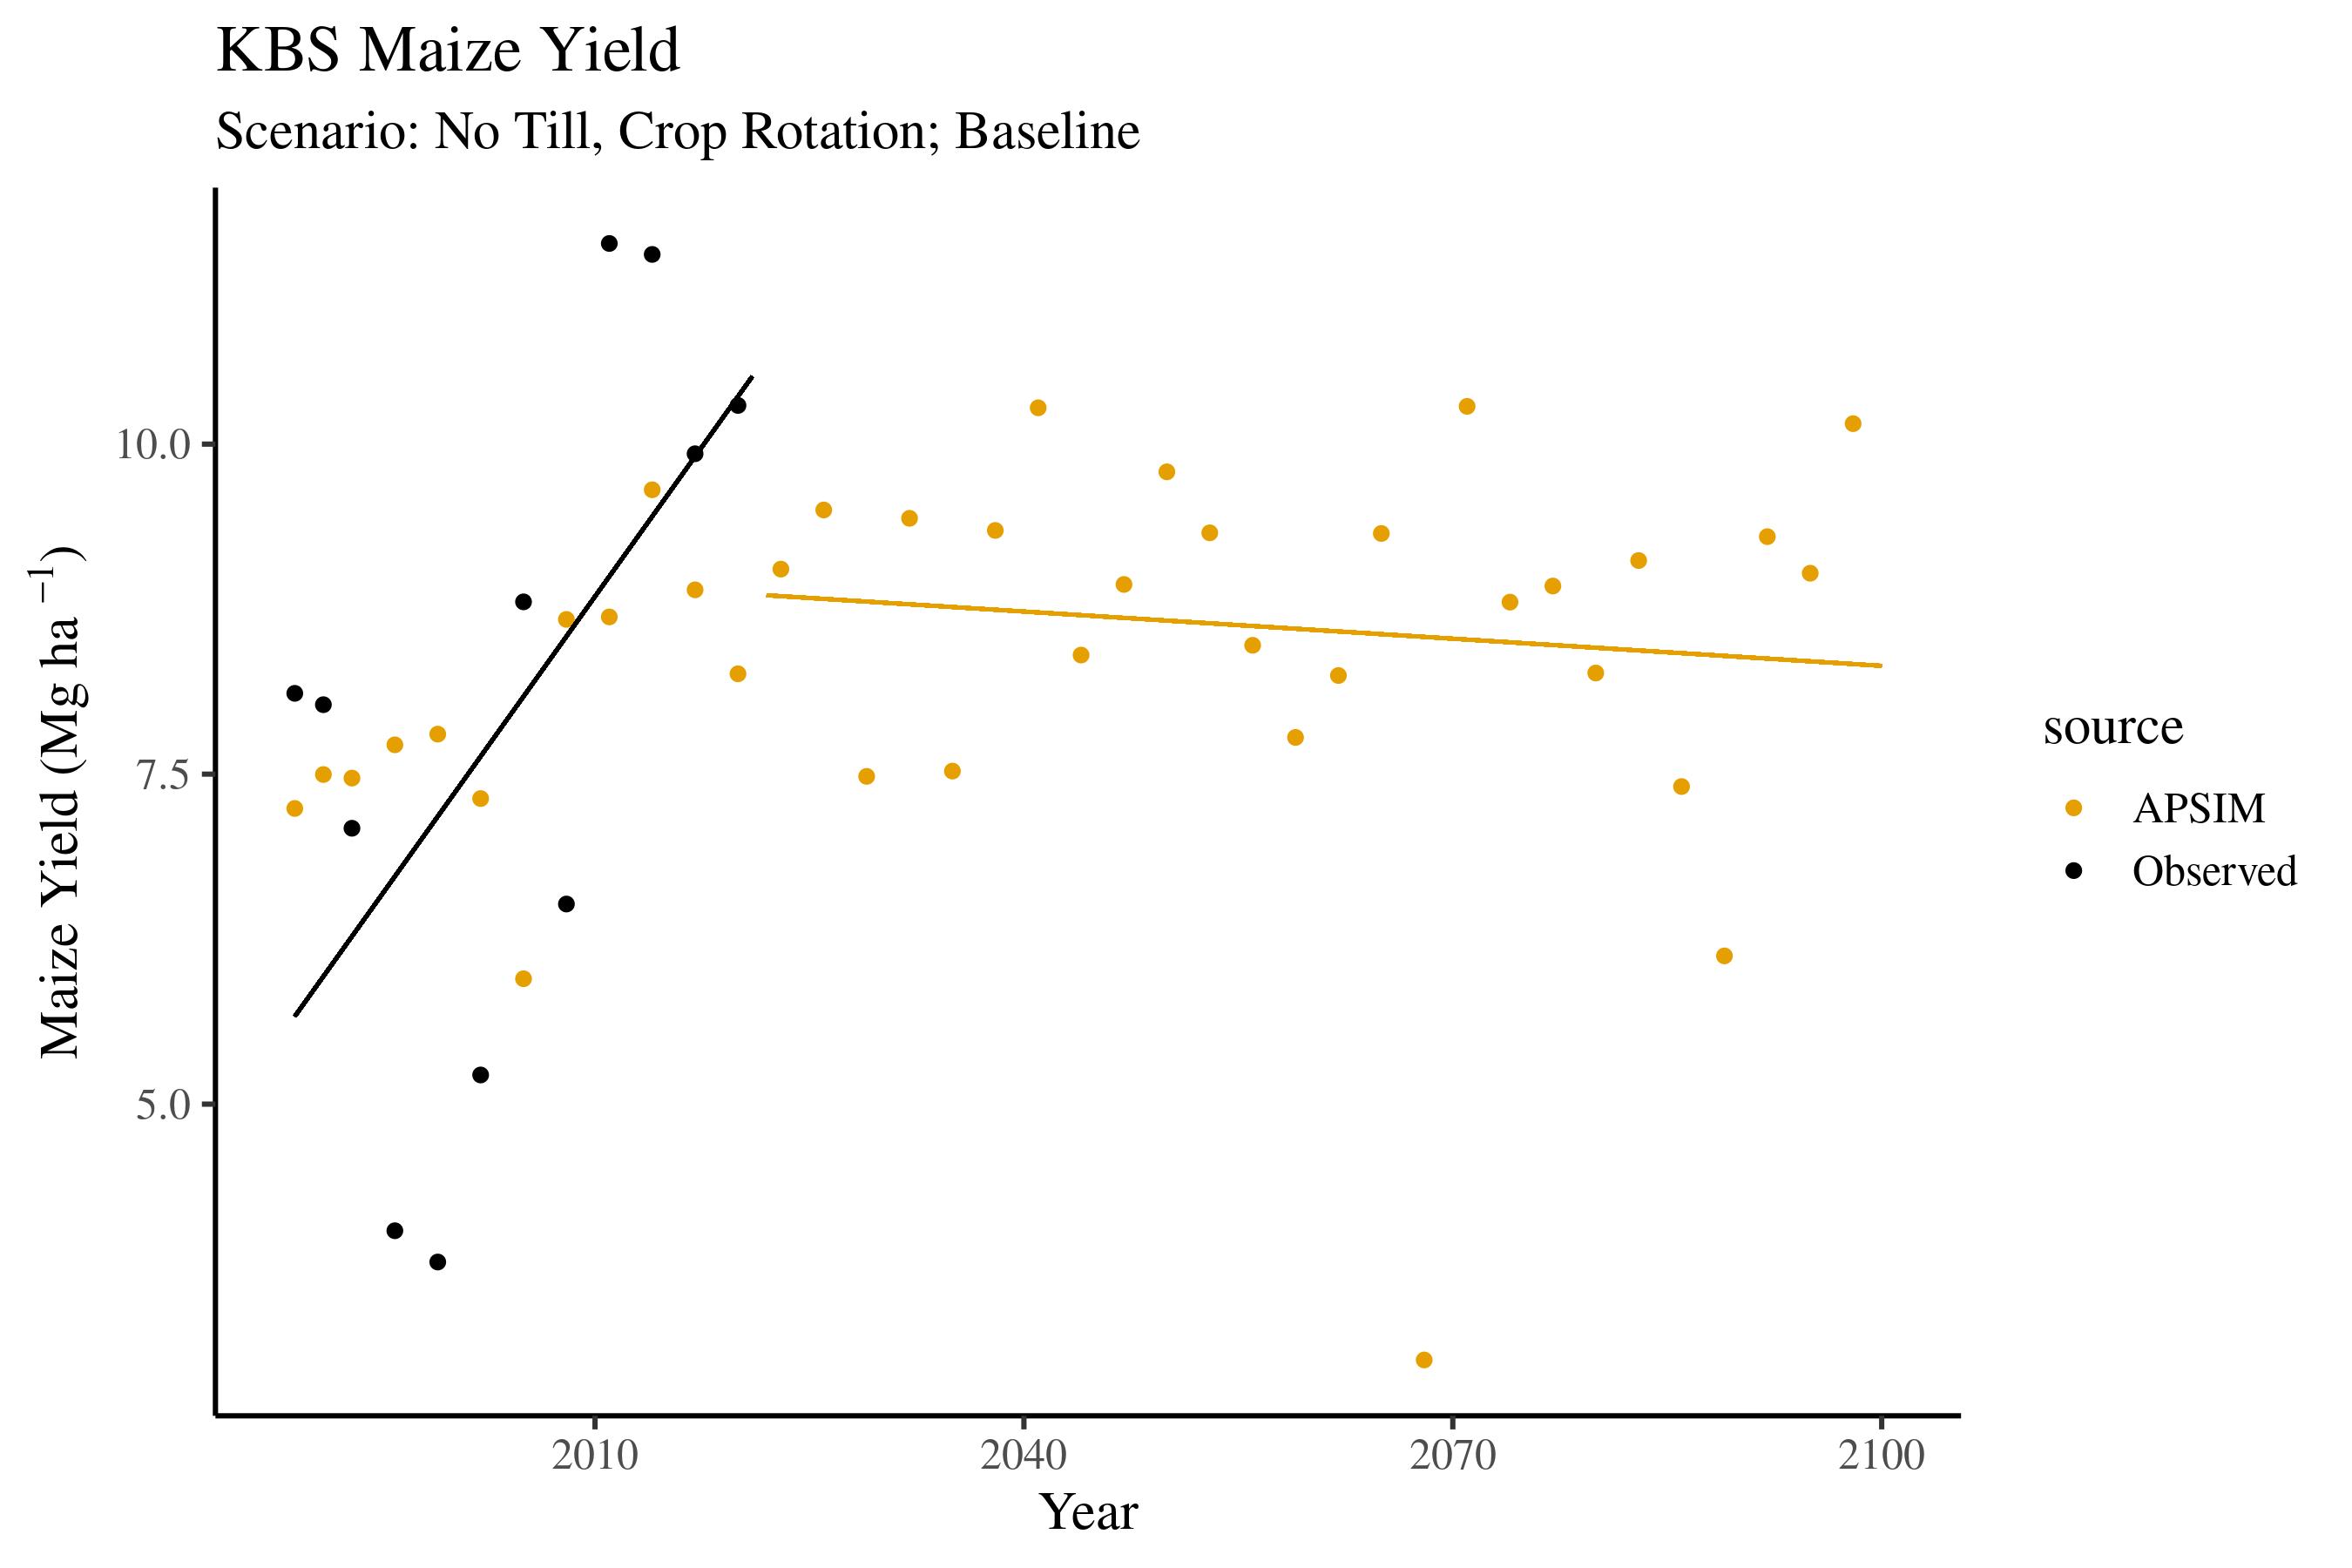 KBS Maize Yield
Scenario: No Till, Crop Rotation; Baseline
Maize Yield (Mg ha⁻¹)
10.0
7.5
5.0
2010
2040
2070
2100
Year
source
APSIM
Observed